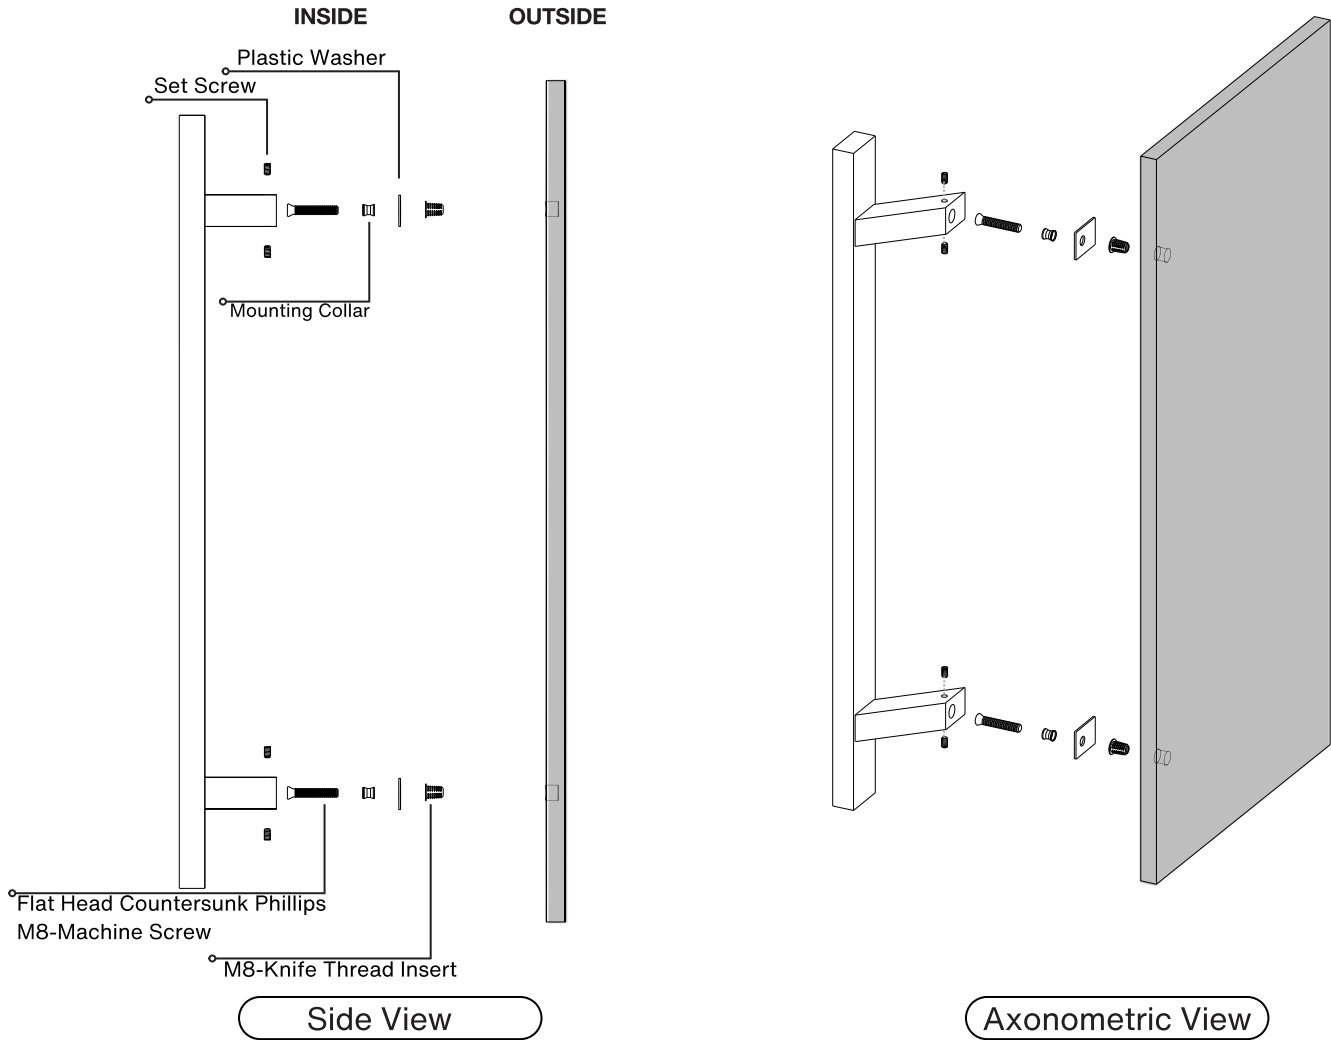 INSIDE
OUTSIDE
Plastic Washer
Set Screw
Mounting Collar
Flat Head Countersunk Phillips
M8-Machine Screw
M8-Knife Thread Insert
Side View
Axonometric View